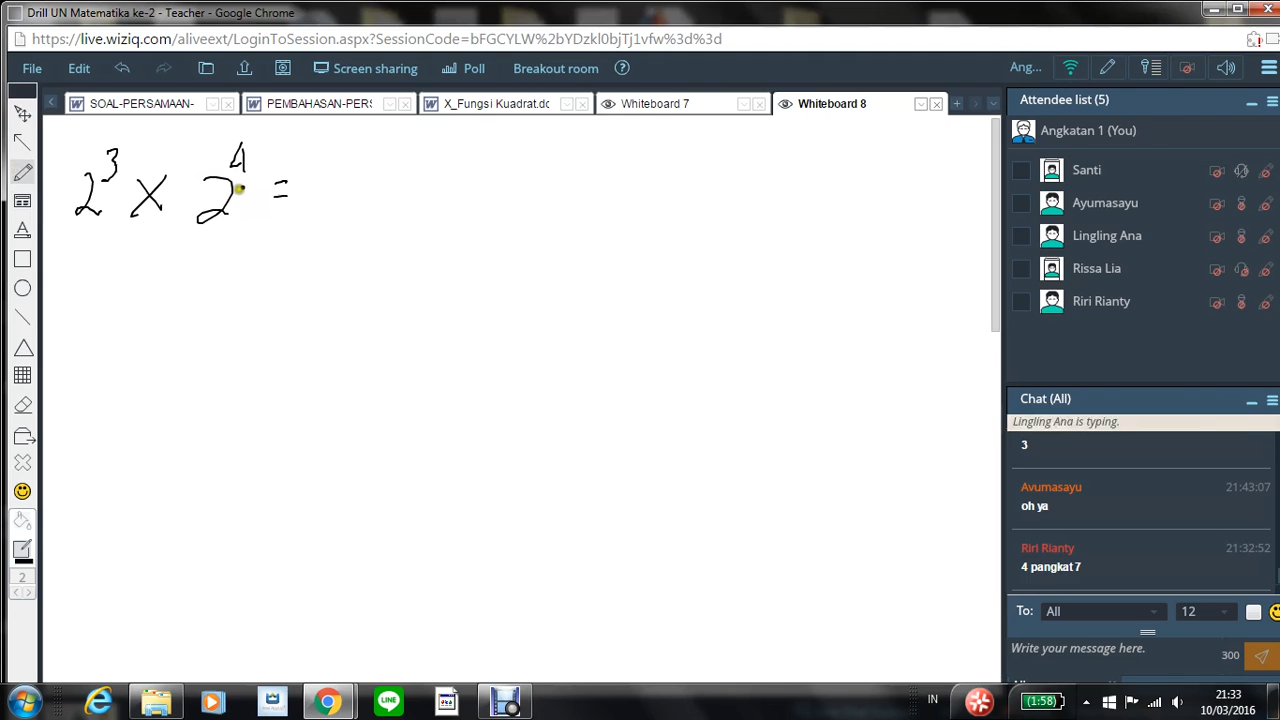 Drill UN Matematika ke-2 - Teacher - Google Chrome
https://live.wiziq.com/aliveext/LoginToSession.aspx?SessionCode=bFGCYLW%2bYDzkl0bjTj1vfw%3d%3d
File Edit Screen sharing Poll Breakout room Ang...
SOAL-PERSAMAAN- PEMBAHASAN-PERS X_Fungsi Kuadrat.dc Whiteboard 7 Whiteboard 8
2³ x 2⁴ =
Attendee list (5)
Angkatan 1 (You)
Santi
Ayumasayu
Lingling Ana
Rissa Lia
Riri Rianty
Chat (All)
Lingling Ana is typing.
3
Avumasayu 21:43:07
oh ya
Riri Rianty 21:32:52
4 pangkat 7
To: All 12
Write your message here. 300
2
LINE
IN (1:58) 21:33
10/03/2016